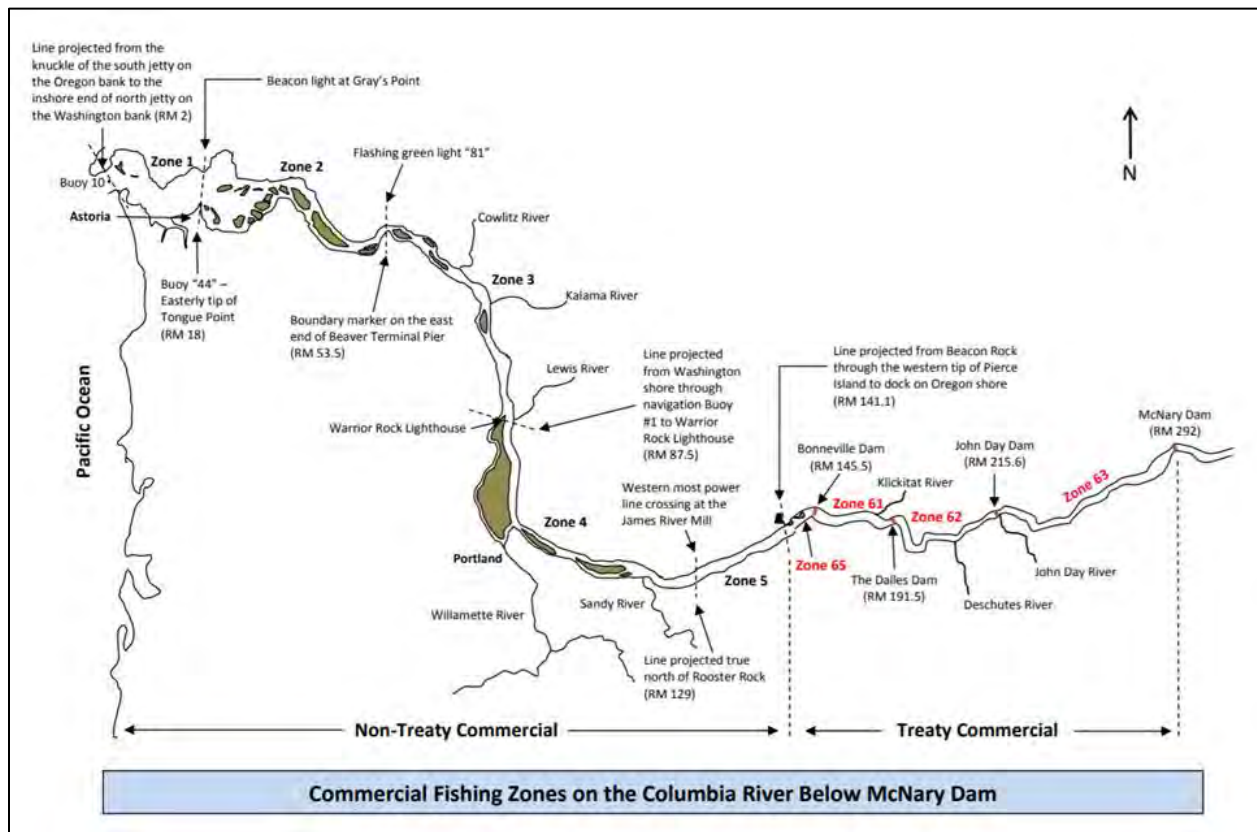 Line projected from the
knuckle of the south jetty on
the Oregon bank to the
inshore end of north jetty on
the Washington bank (RM 2)
Beacon light at Gray's Point
Zone 1
Zone 2
Flashing green light "81"
N
Buoy 10
Astoria
Cowlitz River
Buoy "44" –
Easterly tip of
Tongue Point
(RM 18)
Zone 3
Kalama River
Boundary marker on the east
end of Beaver Terminal Pier
(RM 53.5)
Pacific Ocean
Lewis River
Warrior Rock Lighthouse
Line projected
from Washington
shore through
navigation Buoy
#1 to Warrior
Rock Lighthouse
(RM 87.5)
Line projected from Beacon Rock
through the western tip of Pierce
Island to dock on Oregon shore
(RM 141.1)
McNary Dam
(RM 292)
Bonneville Dam
(RM 145.5)
John Day Dam
(RM 215.6)
Klickitat River
Zone 61
Zone 62
Zone 63
Western most power
line crossing at the
James River Mill
Zone 4
Portland
Zone 5
Zone 65
The Dalles Dam
(RM 191.5)
John Day River
Deschutes River
Willamette River
Sandy River
Line projected true
north of Rooster Rock
(RM 129)
Non-Treaty Commercial
Treaty Commercial
Commercial Fishing Zones on the Columbia River Below McNary Dam